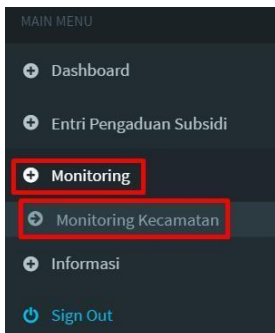 MAIN MENU
Dashboard
Entri Pengaduan Subsidi
Monitoring
Monitoring Kecamatan
Informasi
Sign Out